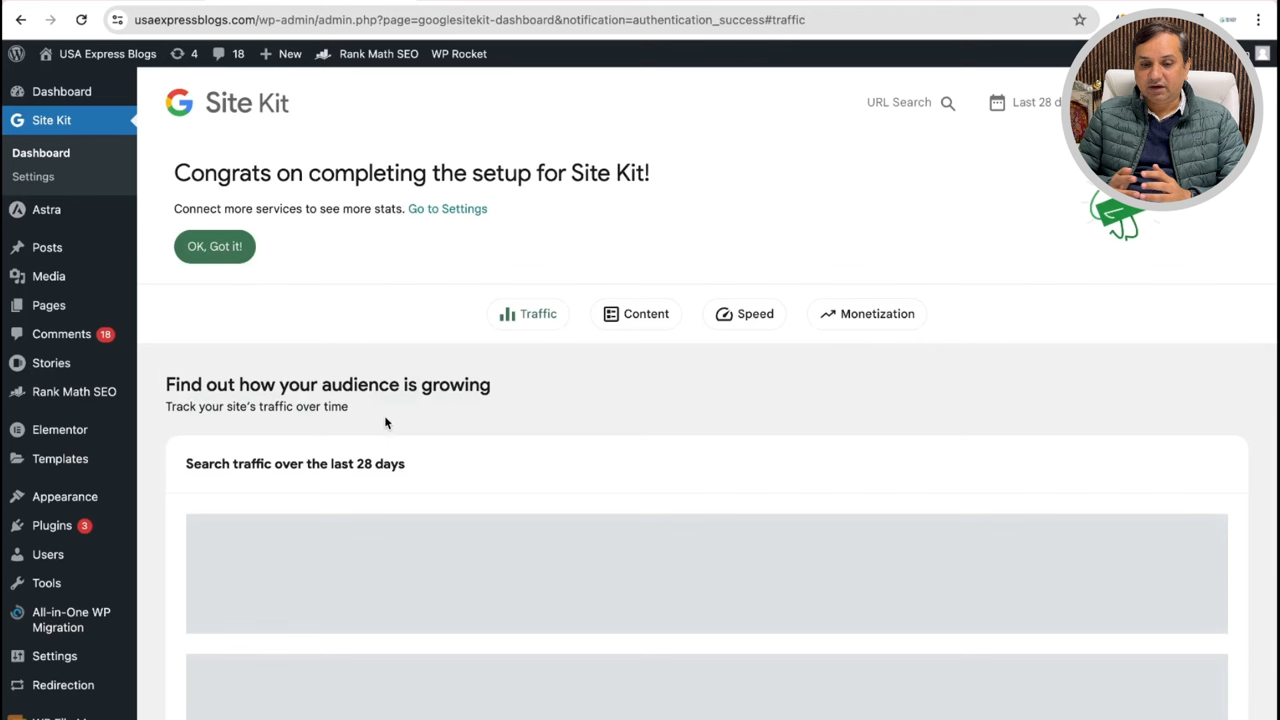 usaexpressblogs.com/wp-admin/admin.php?page=googlesitekit-dashboard&notification=authentication_success#traffic
USA Express Blogs 4 18 New Rank Math SEO WP Rocket
Dashboard
Site Kit
Dashboard
Settings
Astra
Posts
Media
Pages
Comments 18
Stories
Rank Math SEO
Elementor
Templates
Appearance
Plugins 3
Users
Tools
All-in-One WP
Migration
Settings
Redirection
Site Kit
URL Search
Last 28 d
Congrats on completing the setup for Site Kit!
Connect more services to see more stats. Go to Settings
OK, Got it!
Traffic Content Speed Monetization
Find out how your audience is growing
Track your site's traffic over time
Search traffic over the last 28 days